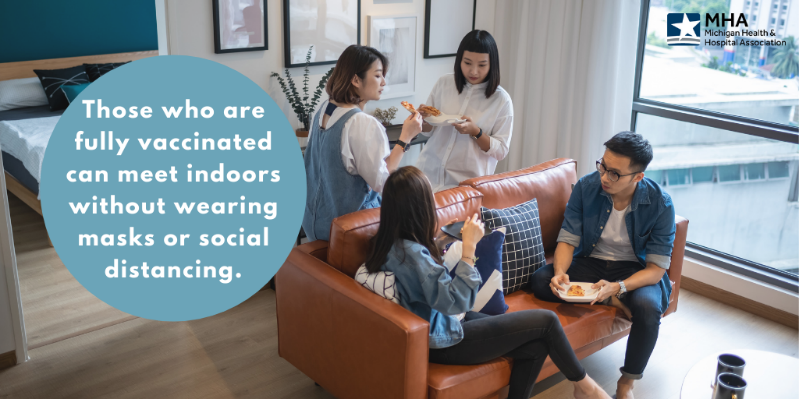 MHA
Michigan Health &
Hospital Association
Those who are
fully vaccinated
can meet indoors
without wearing
masks or social
distancing.